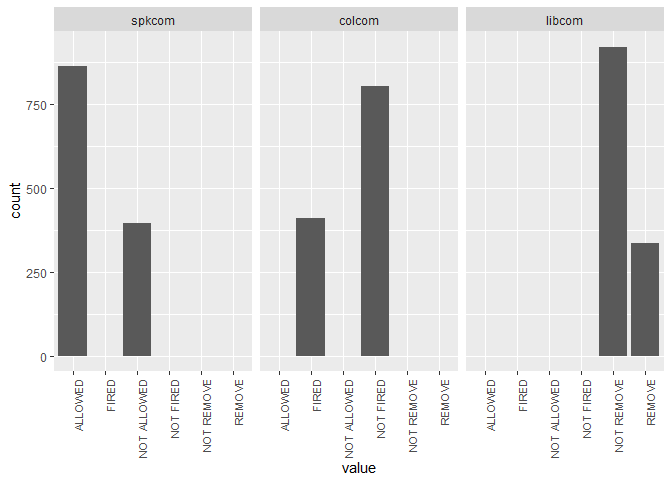 spkcom colcom libcom
count
750
500
250
0
ALLOWED FIRED NOT ALLOWED NOT FIRED NOT REMOVE REMOVE ALLOWED FIRED NOT ALLOWED NOT FIRED NOT REMOVE REMOVE ALLOWED FIRED NOT ALLOWED NOT FIRED NOT REMOVE REMOVE
value